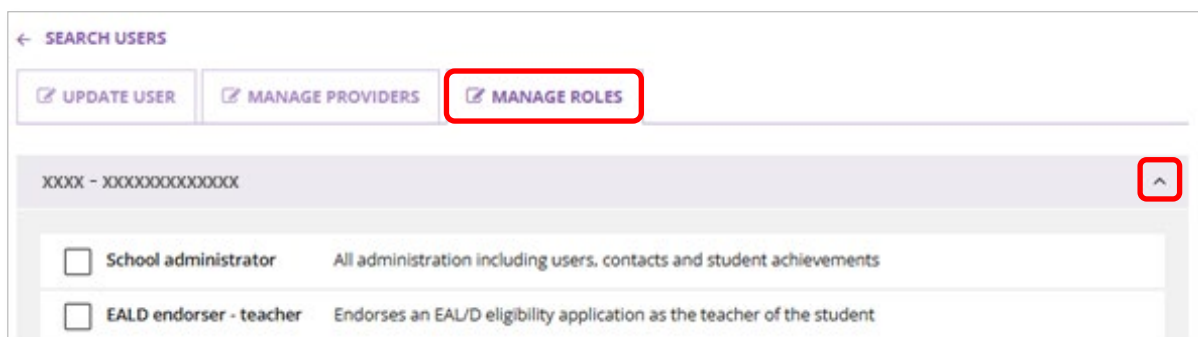 ← SEARCH USERS
UPDATE USER MANAGE PROVIDERS MANAGE ROLES
XXXX - XXXXXXXXXXXXX
School administrator All administration including users, contacts and student achievements
EALD endorser - teacher Endorses an EAL/D eligibility application as the teacher of the student